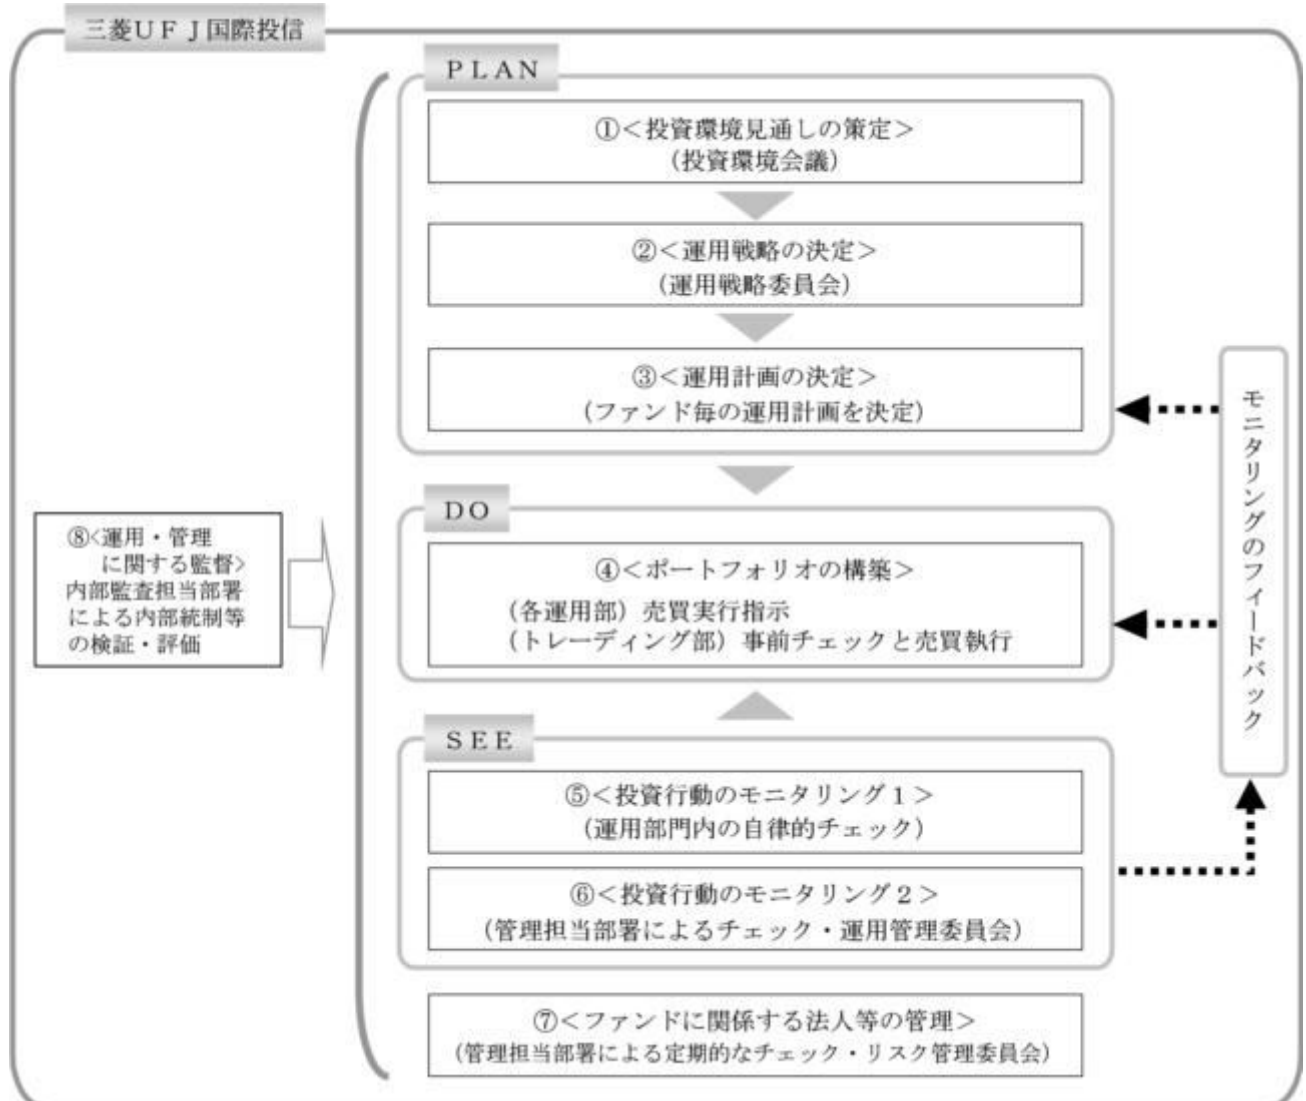 三菱ＵＦＪ国際投信
ＰＬＡＮ
①＜投資環境見通しの策定＞
（投資環境会議）
②＜運用戦略の決定＞
（運用戦略委員会）
③＜運用計画の決定＞
（ファンド毎の運用計画を決定）
ＤＯ
④＜ポートフォリオの構築＞
（各運用部）売買実行指示
（トレーディング部）事前チェックと売買執行
ＳＥＥ
⑤＜投資行動のモニタリング１＞
（運用部門内の自律的チェック）
⑥＜投資行動のモニタリング２＞
（管理担当部署によるチェック・運用管理委員会）
⑦＜ファンドに関係する法人等の管理＞
（管理担当部署による定期的なチェック・リスク管理委員会）
⑧<運用・管理
に関する監督>
内部監査担当部署
による内部統制等
の検証・評価
モニタリングのフィードバック